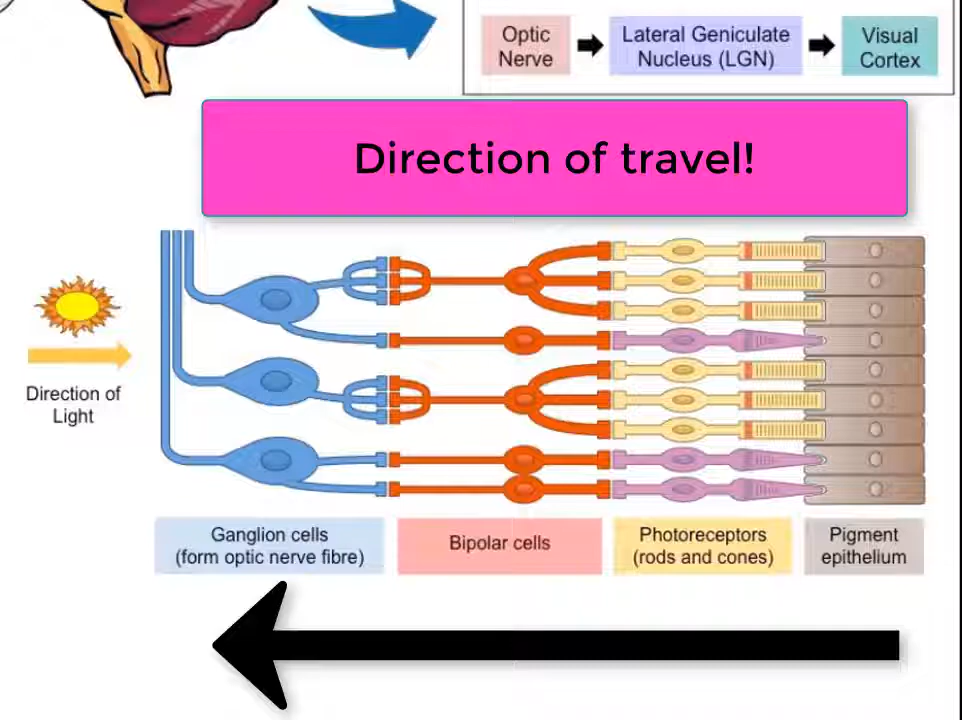 Optic
Nerve
Lateral Geniculate
Nucleus (LGN)
Visual
Cortex
Direction of travel!
Direction of
Light
Ganglion cells
(form optic nerve fibre)
Bipolar cells
Photoreceptors
(rods and cones)
Pigment
epithelium